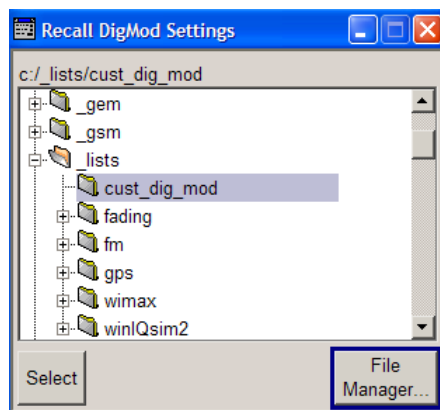 Recall DigMod Settings
c:/_lists/cust_dig_mod
_gem
_gsm
_lists
cust_dig_mod
fading
fm
gps
wimax
winIQsim2
Select
File
Manager...